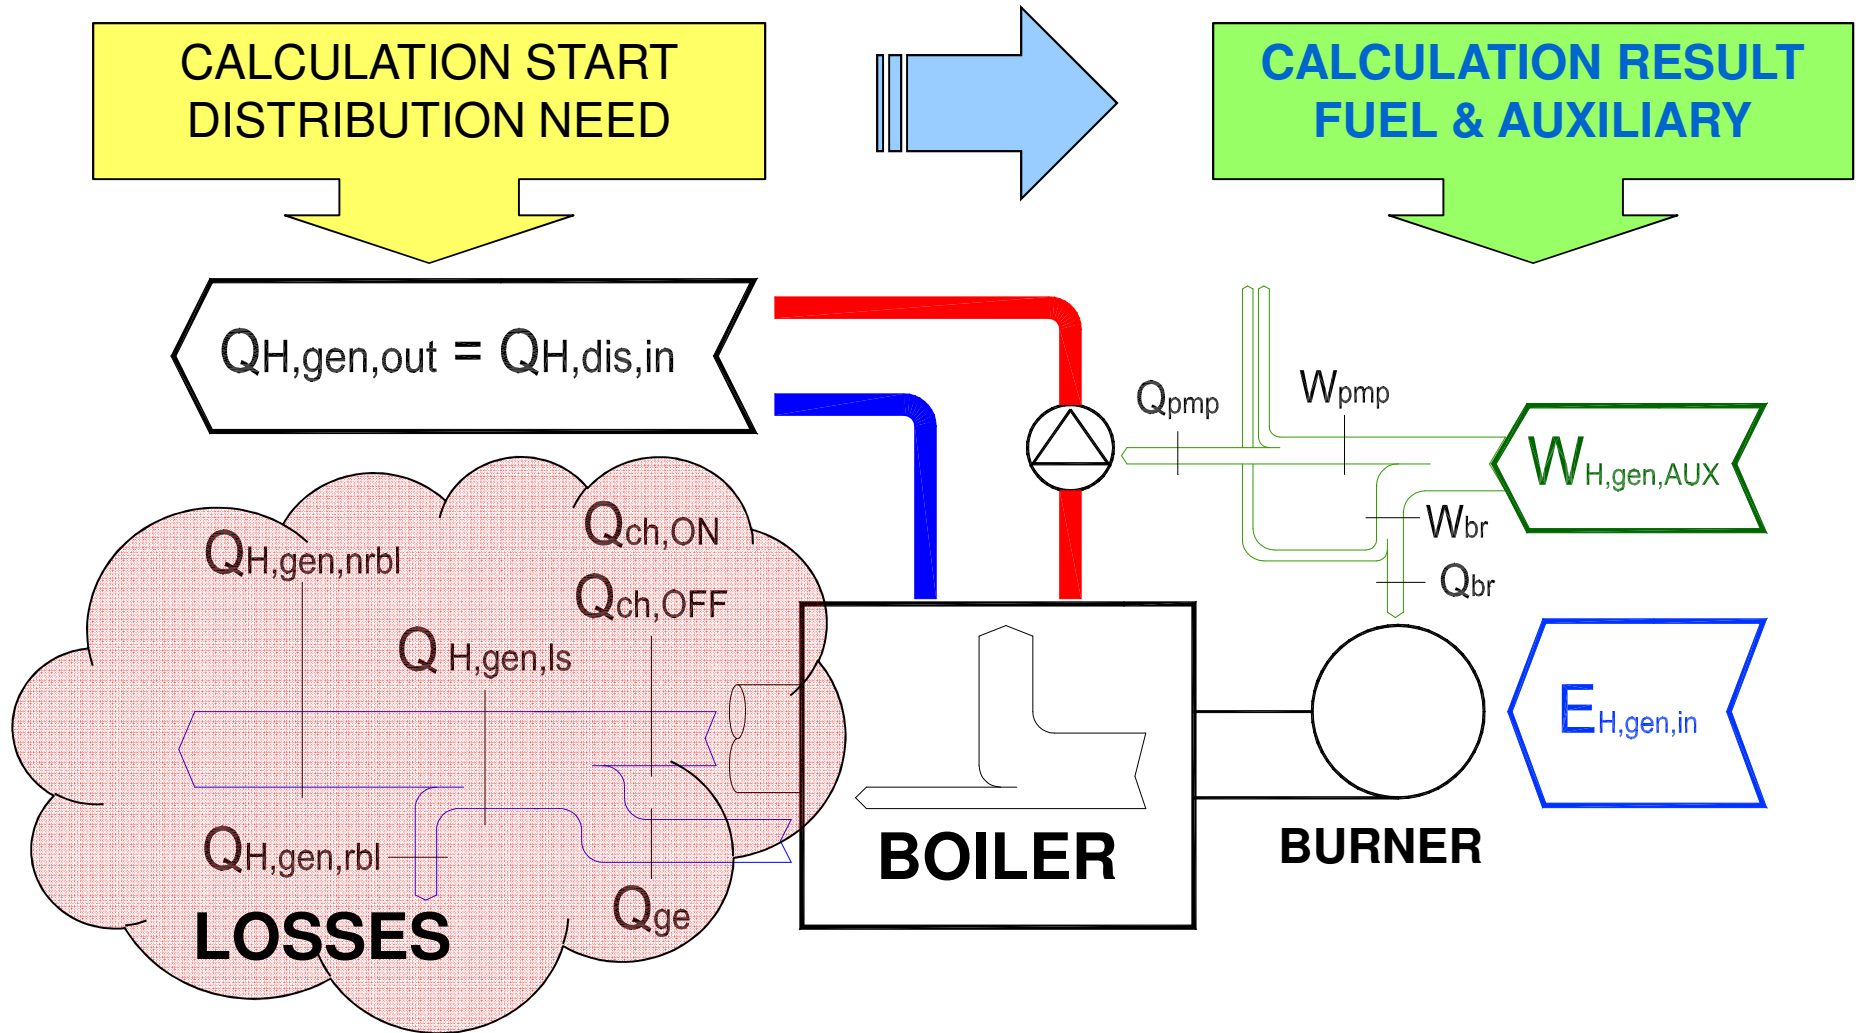 CALCULATION START
DISTRIBUTION NEED
CALCULATION RESULT
FUEL & AUXILIARY
QH,gen,out = QH,dis,in
Qpmp
Wpmp
WH,gen,AUX
Wbr
Qbr
Qch,ON
QH,gen,nrbl
Qch,OFF
Q H,gen,ls
EH,gen,in
QH,gen,rbl
BOILER
BURNER
Qge
LOSSES